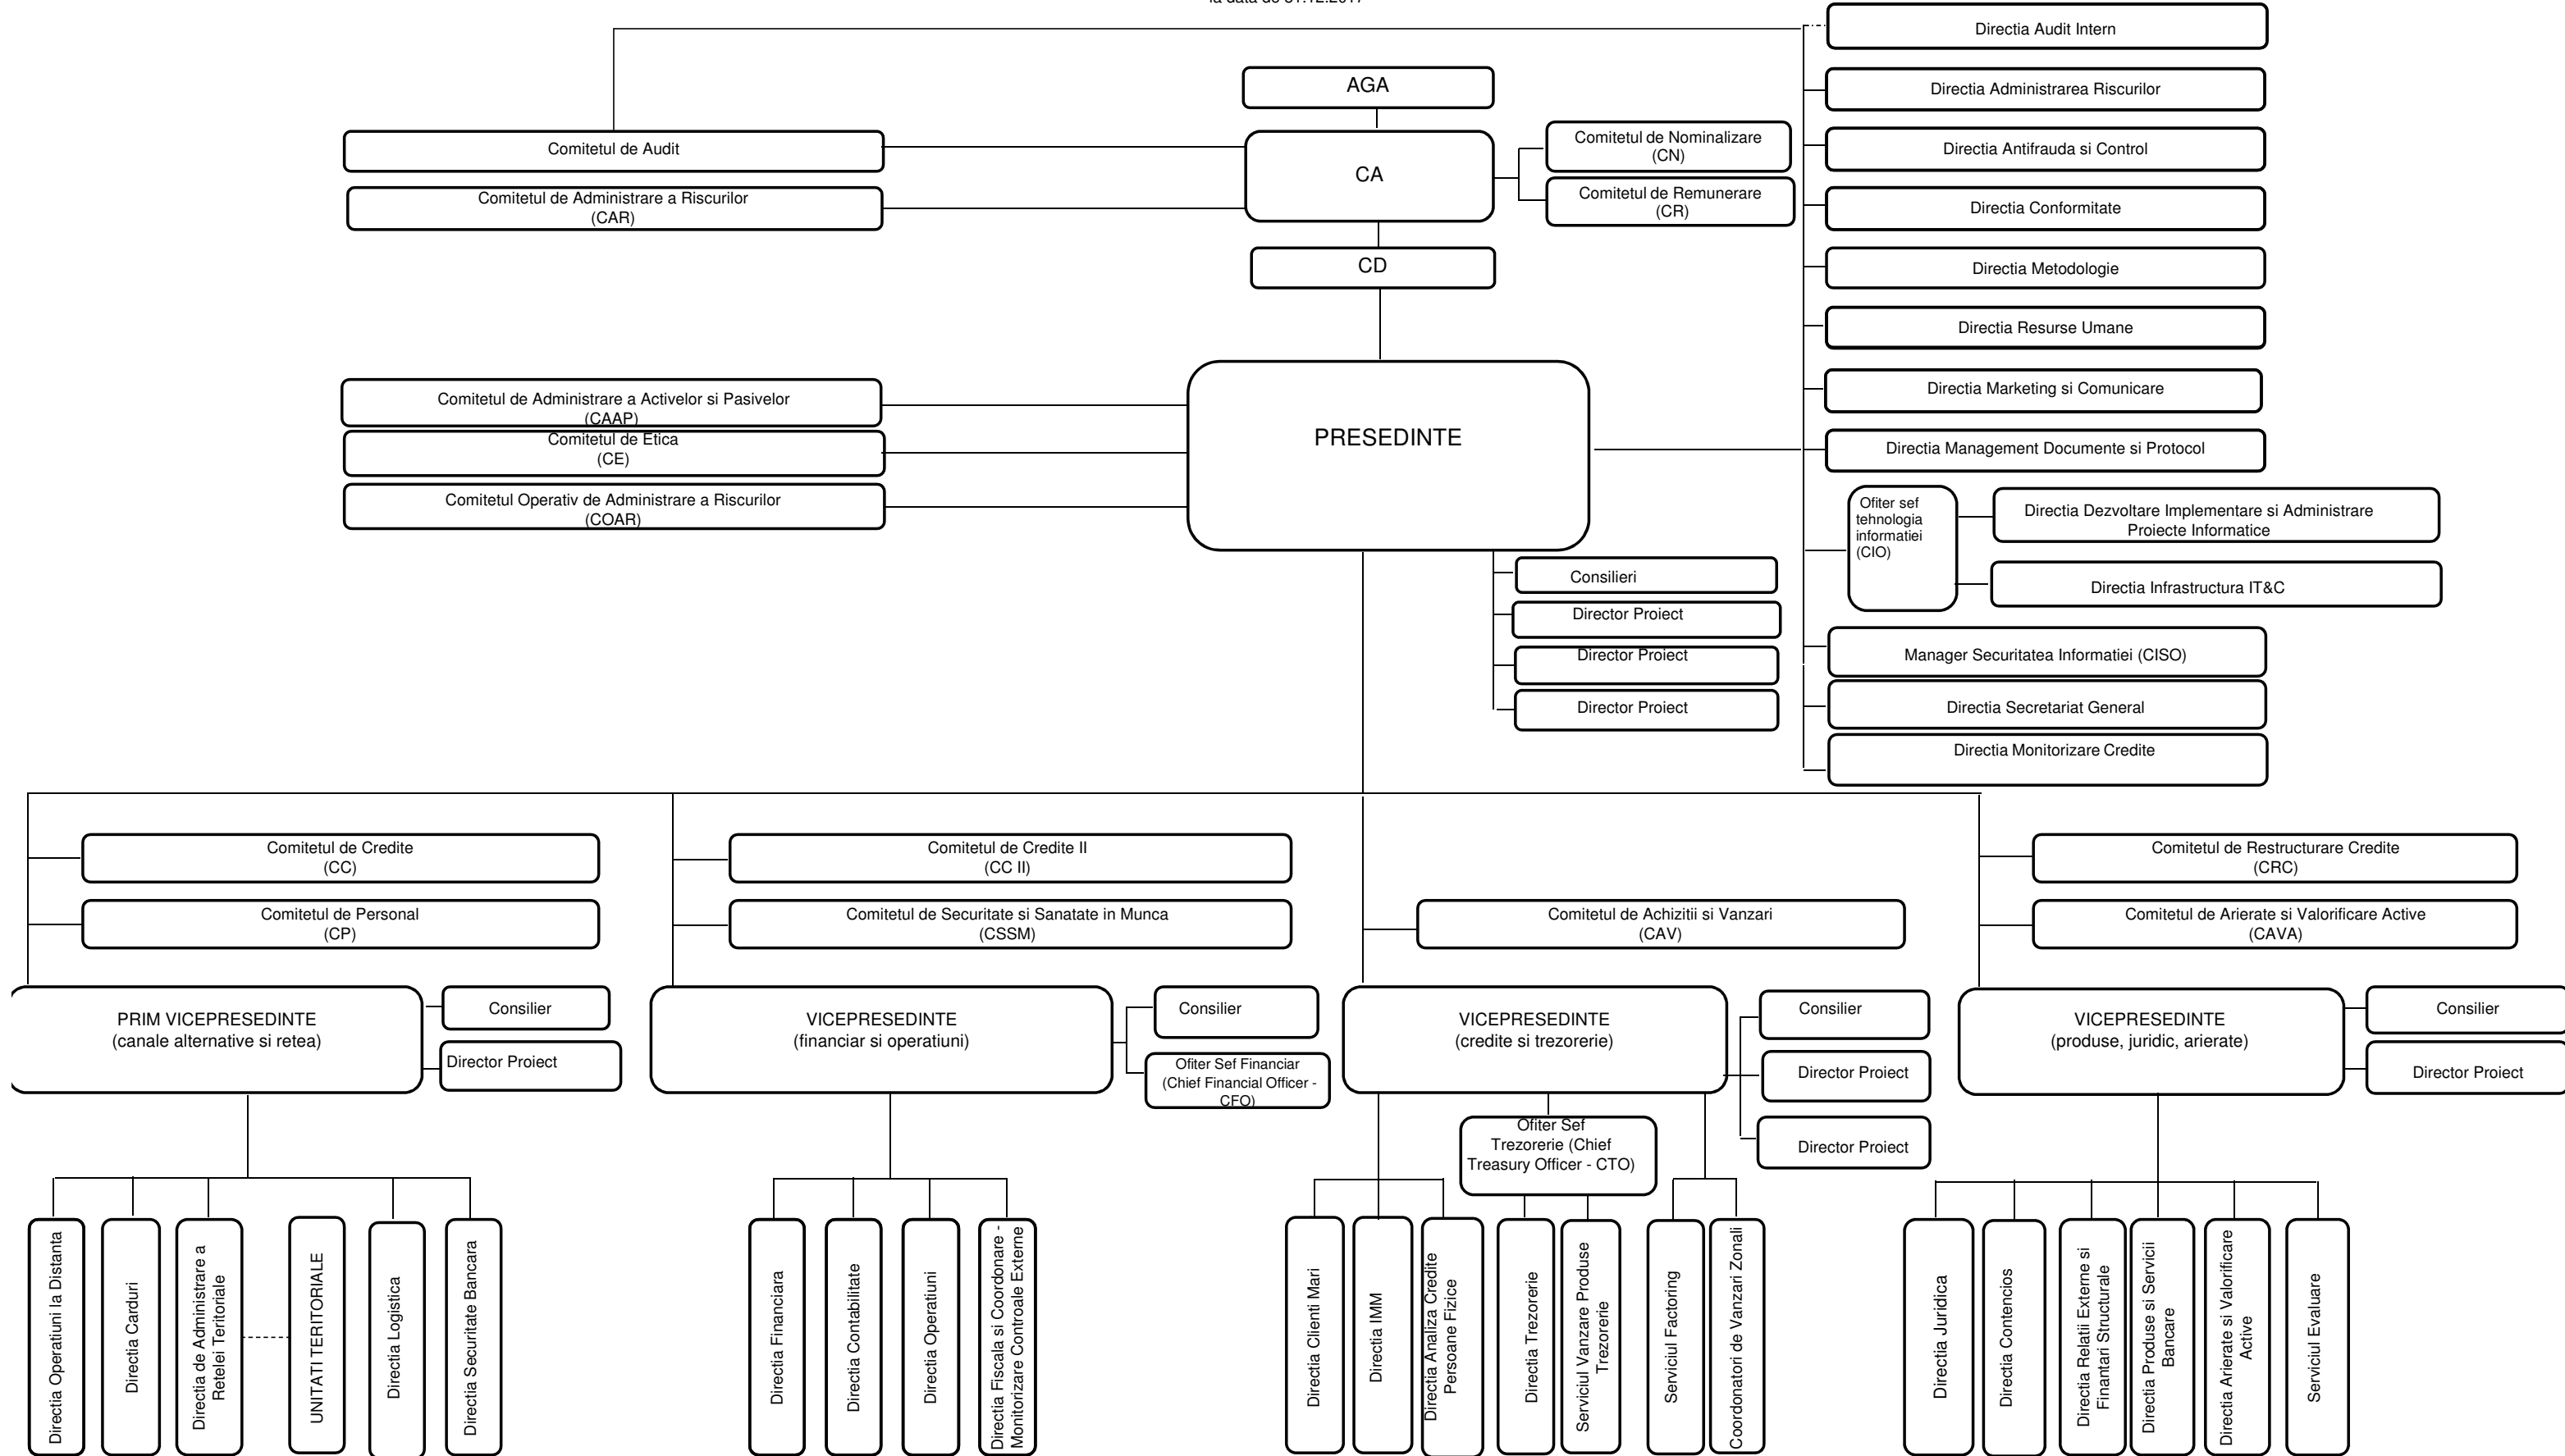 la data de 31.12.2017
Directia Audit Intern
AGA
Directia Administrarea Riscurilor
Comitetul de Audit
CA
Comitetul de Nominalizare
(CN)
Directia Antifrauda si Control
Comitetul de Administrare a Riscurilor
(CAR)
Comitetul de Remunerare
(CR)
Directia Conformitate
CD
Directia Metodologie
Directia Resurse Umane
Comitetul de Administrare a Activelor si Pasivelor
(CAAP)
Directia Marketing si Comunicare
Comitetul de Etica
(CE)
PRESEDINTE
Directia Management Documente si Protocol
Comitetul Operativ de Administrare a Riscurilor
(COAR)
Ofiter sef
tehnologia
informatiei
(CIO)
Directia Dezvoltare Implementare si Administrare
Proiecte Informatice
Directia Infrastructura IT&C
Consilieri
Director Proiect
Director Proiect
Director Proiect
Manager Securitatea Informatiei (CISO)
Directia Secretariat General
Directia Monitorizare Credite
Comitetul de Credite
(CC)
Comitetul de Credite II
(CC II)
Comitetul de Restructurare Credite
(CRC)
Comitetul de Personal
(CP)
Comitetul de Securitate si Sanatate in Munca
(CSSM)
Comitetul de Achizitii si Vanzari
(CAV)
Comitetul de Arierate si Valorificare Active
(CAVA)
PRIM VICEPRESEDINTE
(canale alternative si retea)
Consilier
Director Proiect
VICEPRESEDINTE
(financiar si operatiuni)
Consilier
Ofiter Sef Financiar
(Chief Financial Officer -
CFO)
VICEPRESEDINTE
(credite si trezorerie)
Consilier
Director Proiect
Director Proiect
VICEPRESEDINTE
(produse, juridic, arierate)
Consilier
Director Proiect
Ofiter Sef
Trezorerie (Chief
Treasury Officer - CTO)
Directia Operatiuni la Distanta
Directia Carduri
Directia de Administrare a
Retelei Teritoriale
UNITATI TERITORIALE
Directia Logistica
Directia Securitate Bancara
Directia Financiara
Directia Contabilitate
Directia Operatiuni
Directia Fiscala si Coordonare -
Monitorizare Controale Externe
Directia Clienti Mari
Directia IMM
Directia Analiza Credite
Persoane Fizice
Directia Trezorerie
Serviciul Vanzare Produse
Trezorerie
Serviciul Factoring
Coordonatori de Vanzari Zonali
Directia Juridica
Directia Contencios
Directia Relatii Externe si
Finantari Structurale
Directia Produse si Servicii
Bancare
Directia Arierate si Valorificare
Active
Serviciul Evaluare